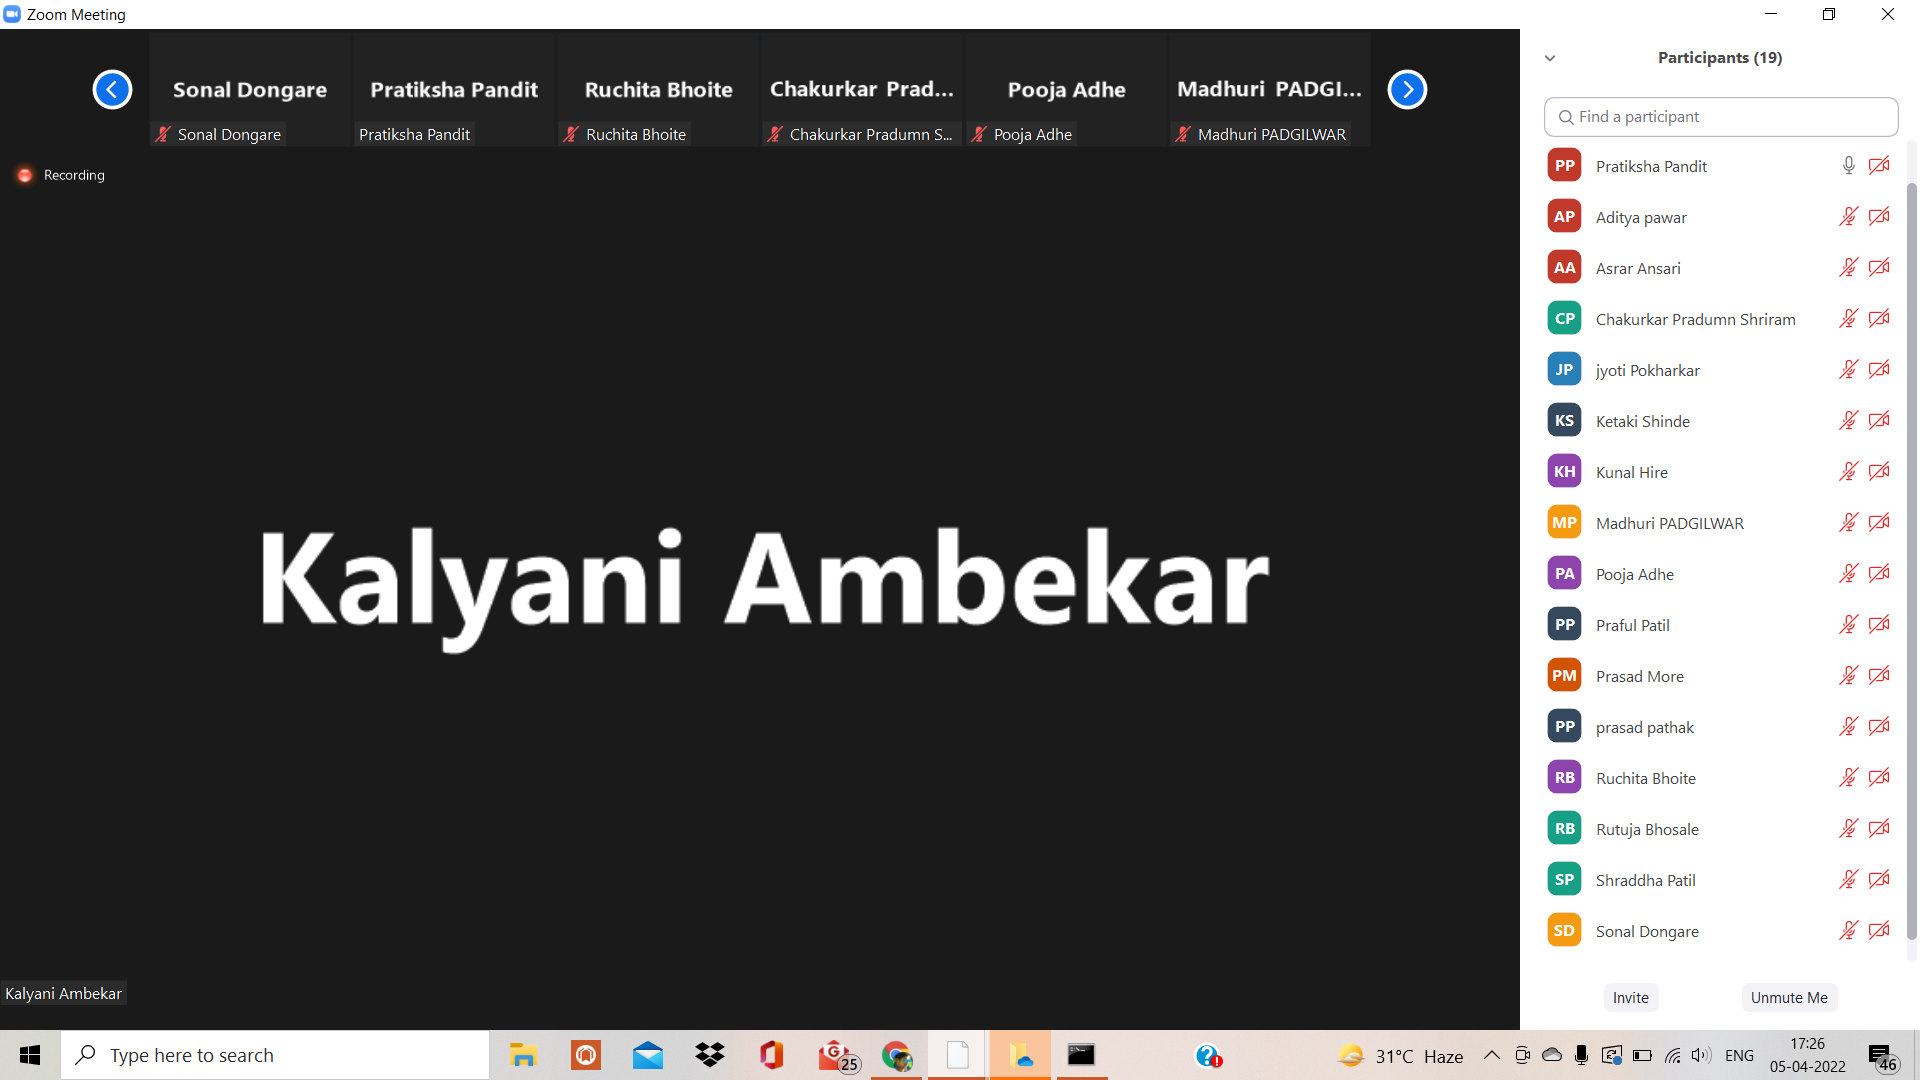 Zoom Meeting
Sonal Dongare
Pratiksha Pandit
Ruchita Bhoite
Chakurkar Prad...
Pooja Adhe
Madhuri PADGI...
Sonal Dongare
Pratiksha Pandit
Ruchita Bhoite
Chakurkar Pradumn S...
Pooja Adhe
Madhuri PADGILWAR
Recording
Kalyani Ambekar
Kalyani Ambekar
Participants (19)
Find a participant
PP Pratiksha Pandit
AP Aditya pawar
AA Asrar Ansari
CP Chakurkar Pradumn Shriram
JP jyoti Pokharkar
KS Ketaki Shinde
KH Kunal Hire
MP Madhuri PADGILWAR
PA Pooja Adhe
PP Praful Patil
PM Prasad More
PP prasad pathak
RB Ruchita Bhoite
RB Rutuja Bhosale
SP Shraddha Patil
SD Sonal Dongare
Invite
Unmute Me
Type here to search
G 25
31°C Haze
ENG
17:26
05-04-2022
46